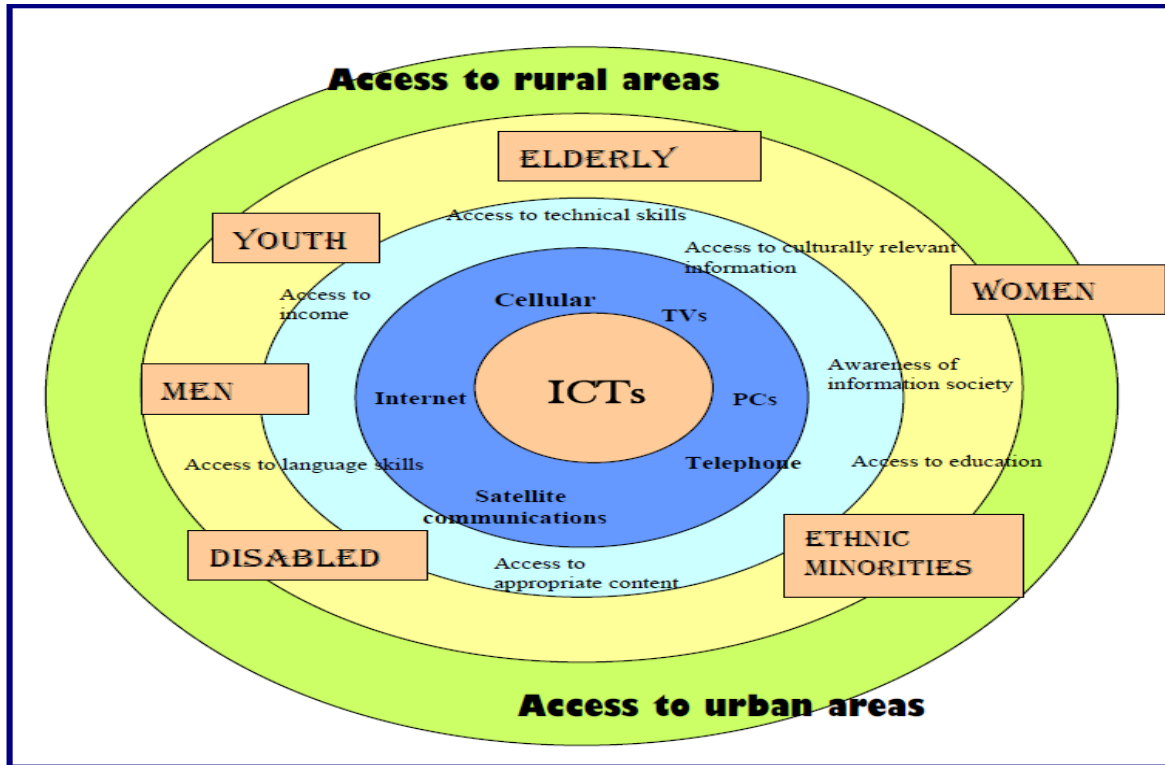 Access to rural areas
ELDERLY
Access to technical skills
YOUTH
Access to culturally relevant
information
WOMEN
Access to
income
Cellular
TVs
Awareness of
information society
MEN
Internet
ICTs
PCs
Access to language skills
Telephone
Access to education
Satellite
communications
DISABLED
ETHNIC
MINORITIES
Access to
appropriate content
Access to urban areas